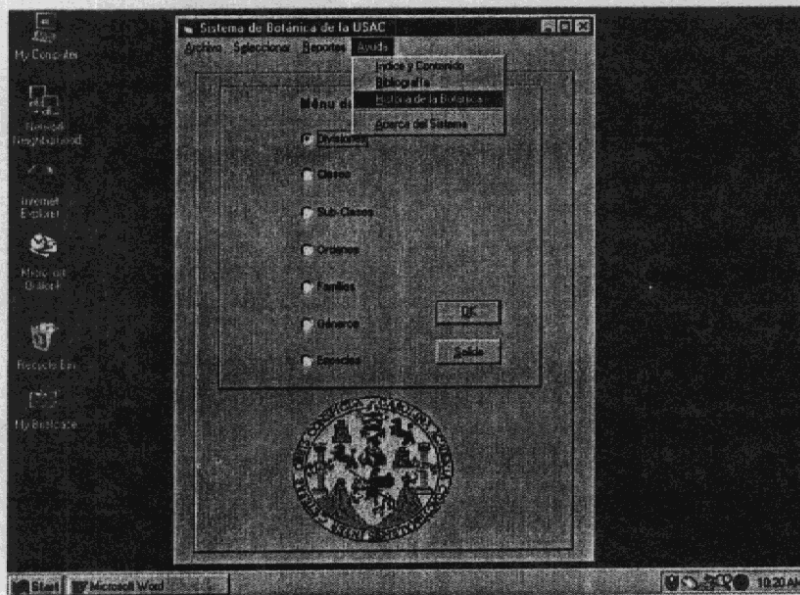 My Computer
Network Neighborhood
Internet Explorer
Microsoft Outlook
Recycle Bin
My Briefcase
Sistema de Botánica de la USAC
Archivo Seleccionar Reportes Ayuda
Indice y Contenido
Bibliografía
Historia de la Botánica
Acerca del Sistema
Ménu de
Divisiones
Clases
Sub-Clases
Ordenes
Familias
Géneros
Especies
OK
Salida
Start
Microsoft Word
10:20 AM